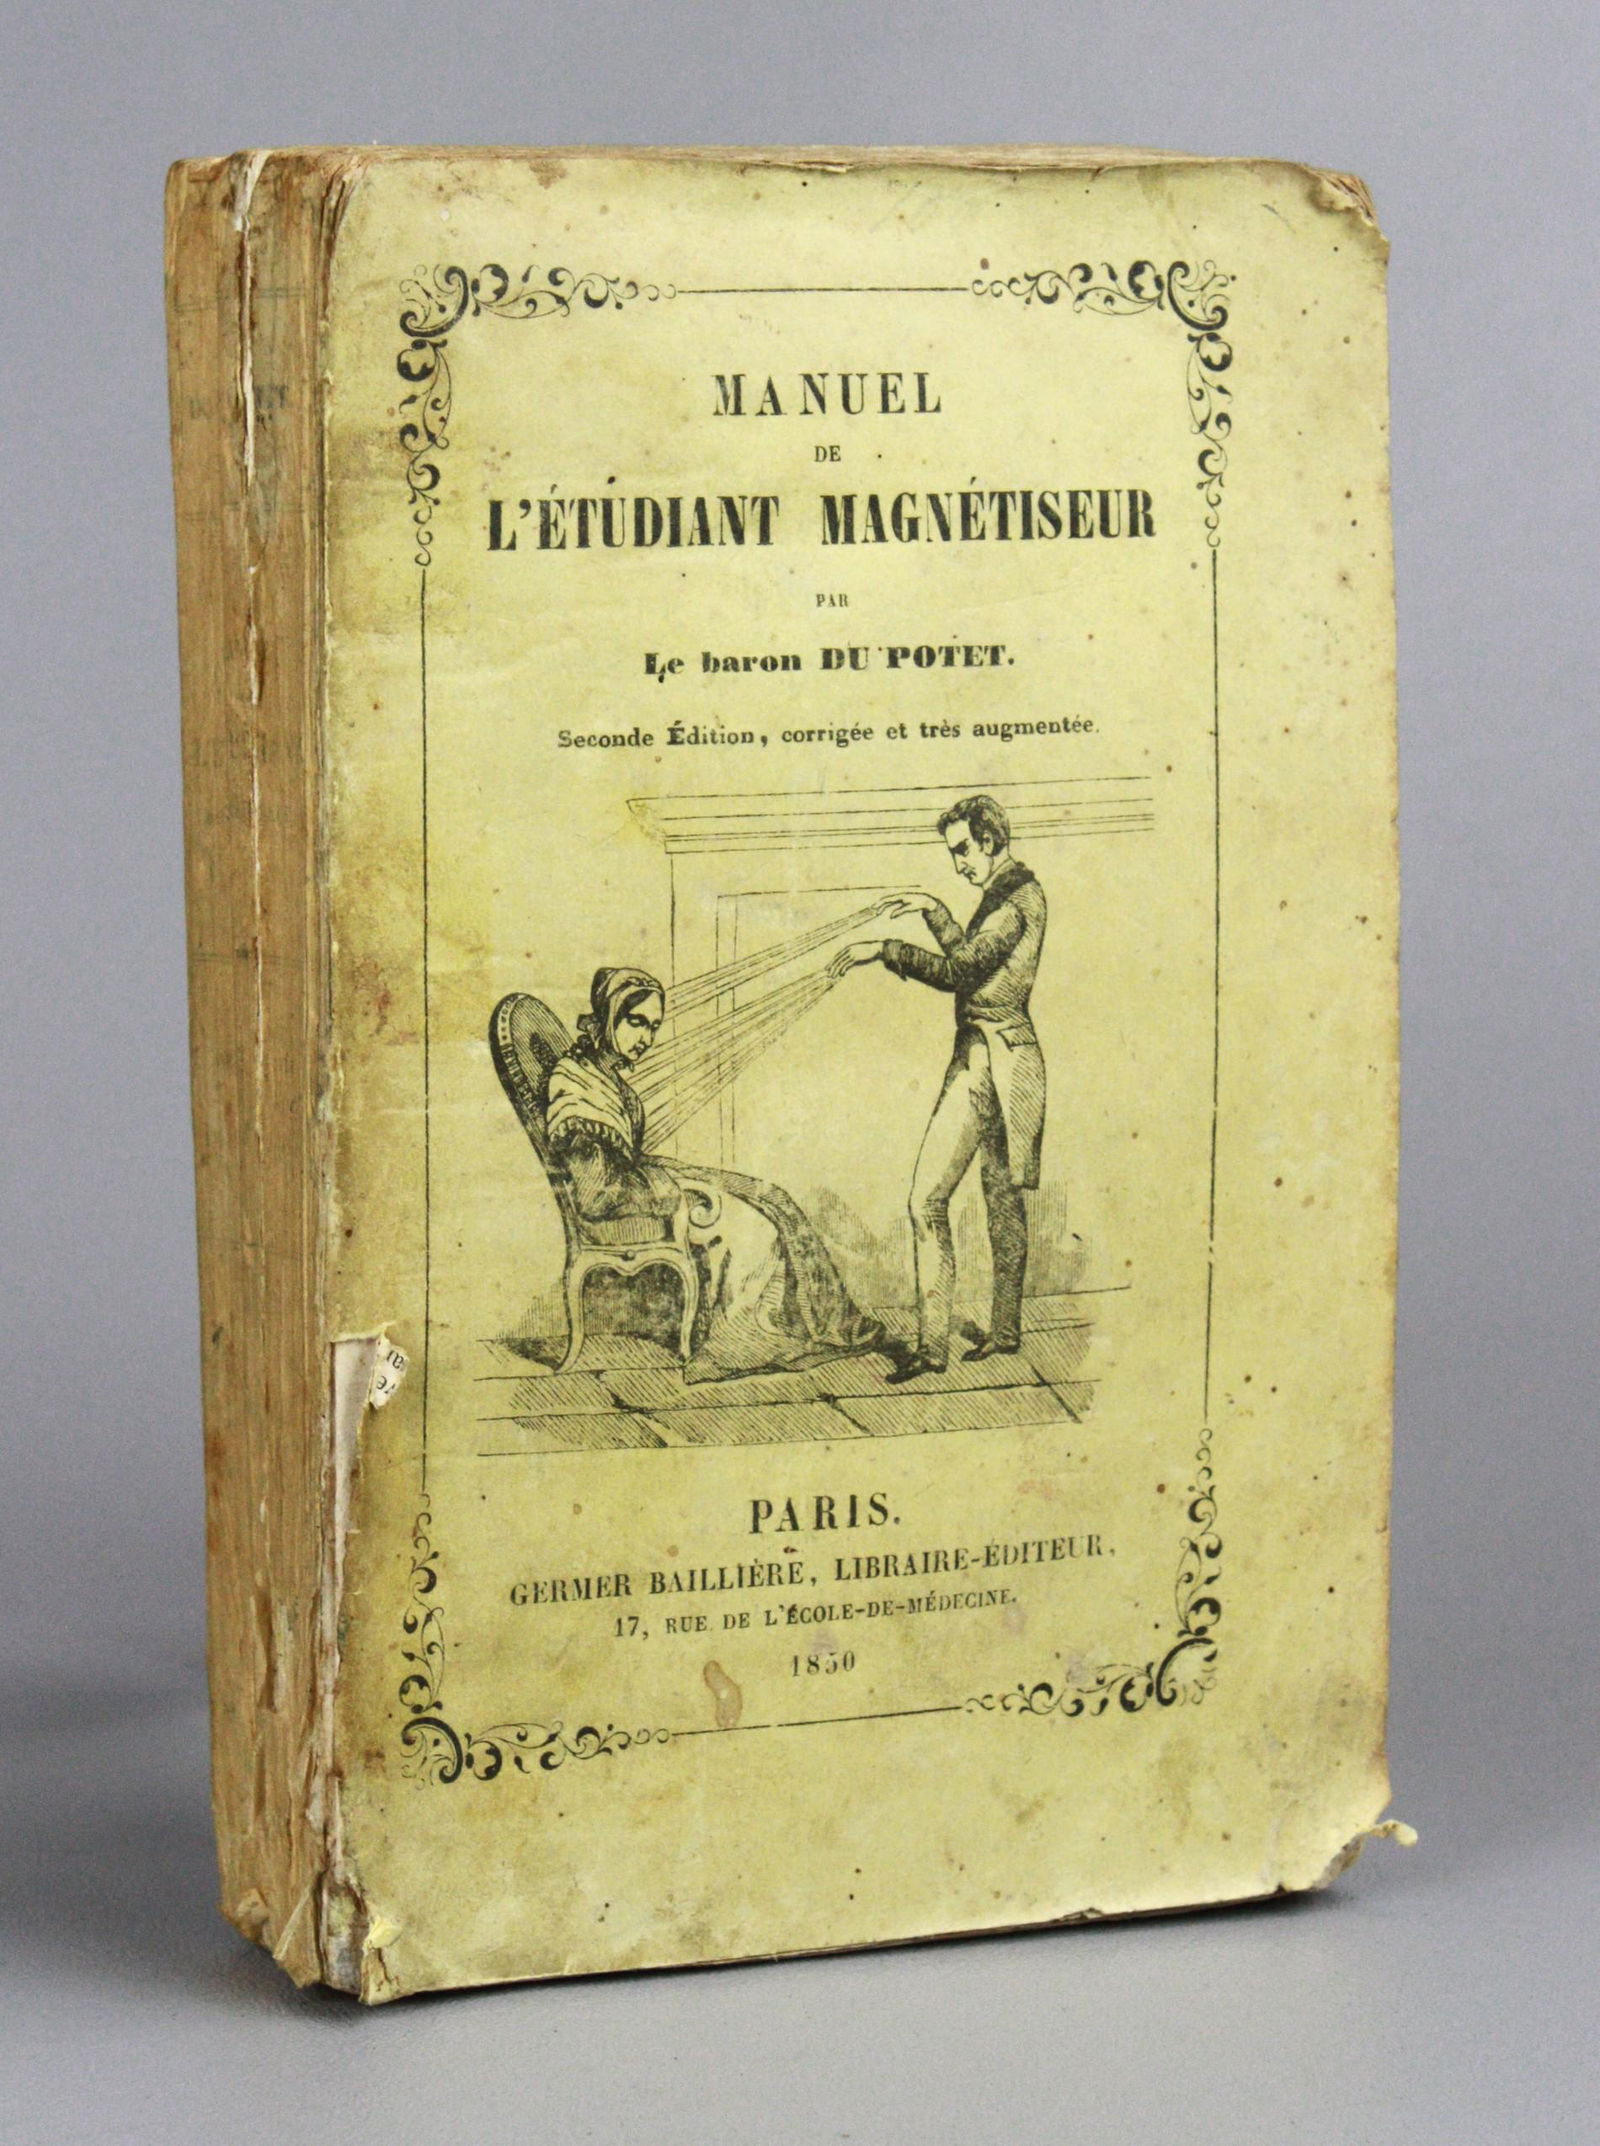 MANUEL
DE
L'ÉTUDIANT MAGNÉTISEUR
PAR
Le baron DU POTET.
Seconde Édition, corrigée et très augmentée.
PARIS.
GERMER BAILLIÈRE, LIBRAIRE-ÉDITEUR,
17, RUE DE L'ÉCOLE-DE-MÉDECINE.
1850